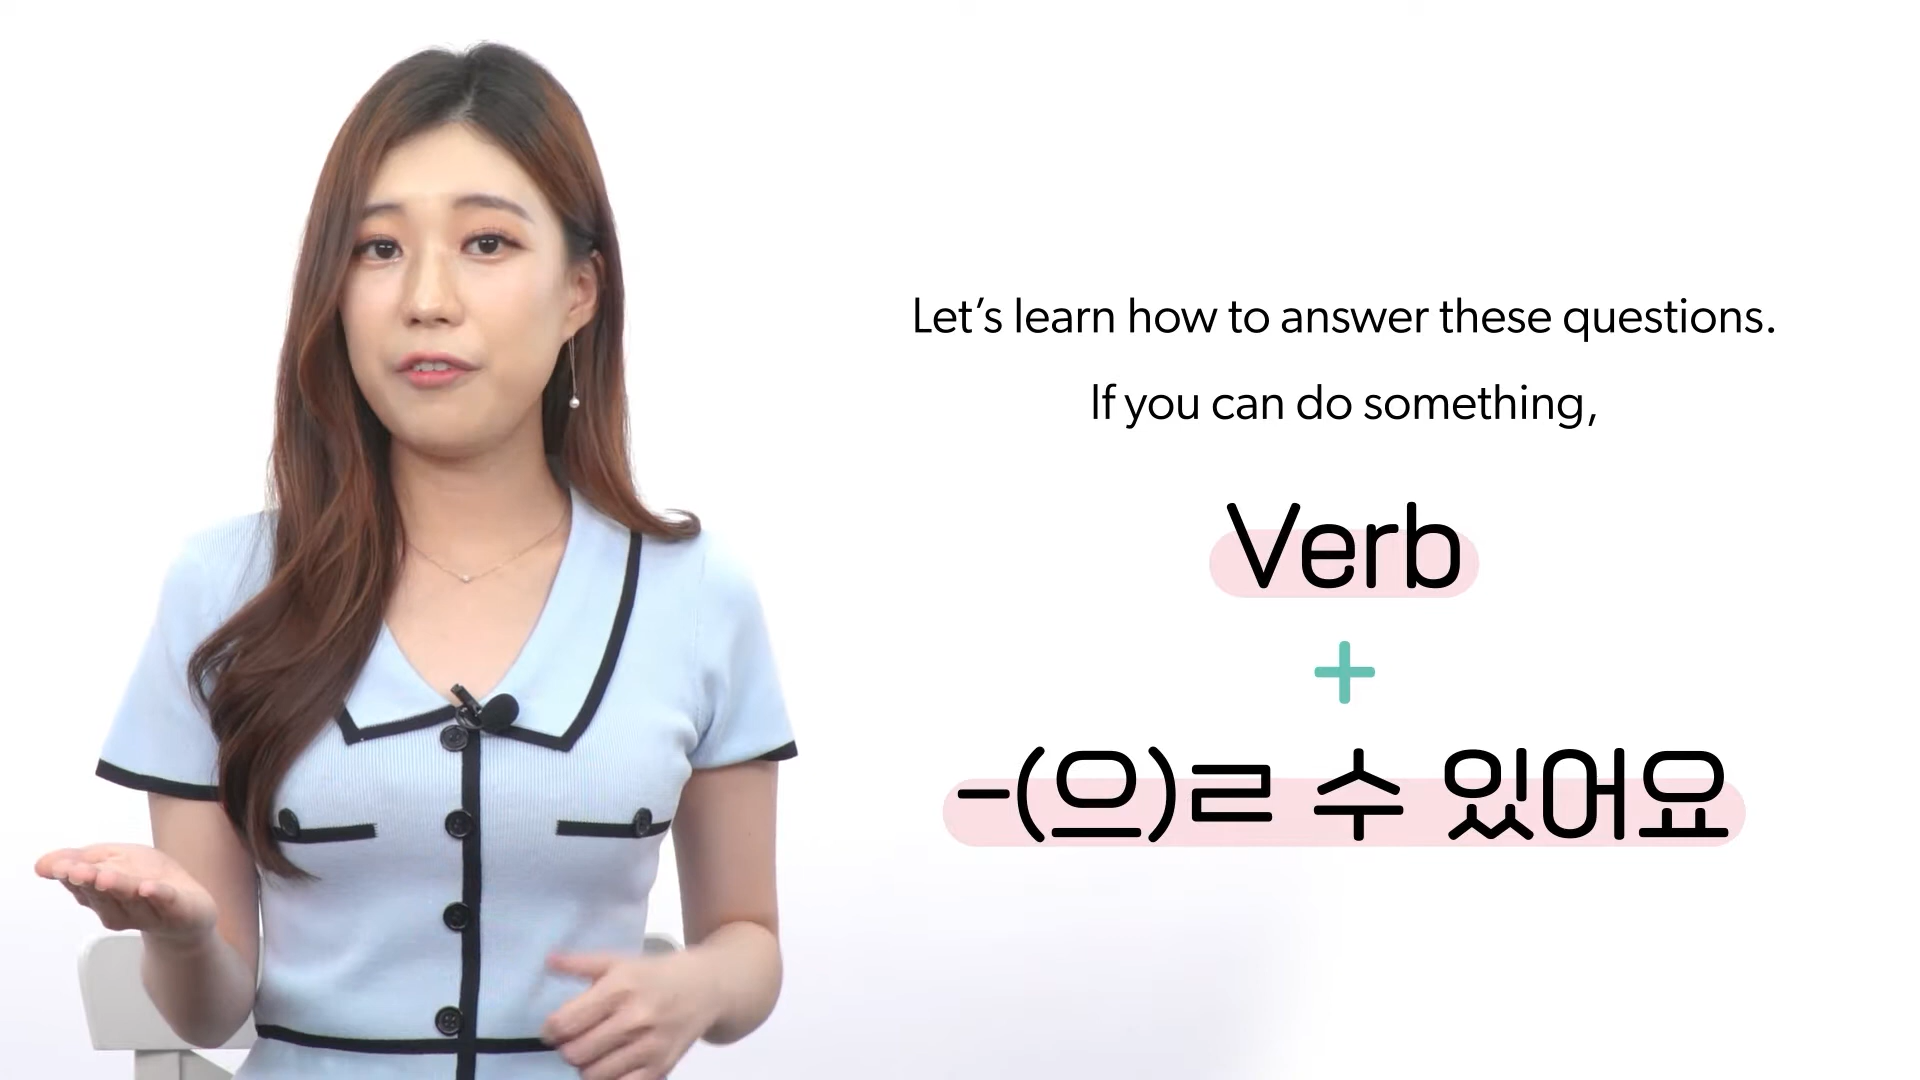 Let’s learn how to answer these questions.
If you can do something,
Verb
+
-(으)ㄹ 수 있어요